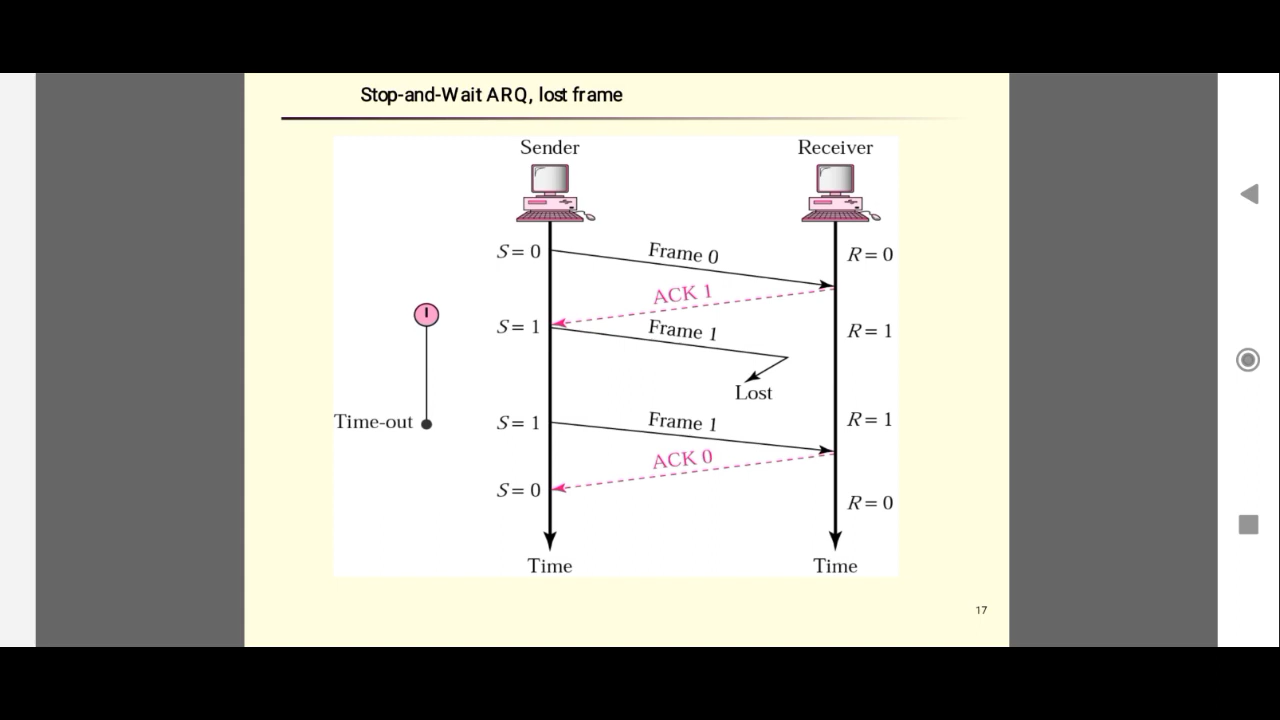 Stop-and-Wait ARQ, lost frame
Sender
Receiver
S = 0
Frame 0
R = 0
ACK 1
S = 1
Frame 1
R = 1
Lost
Time-out
S = 1
Frame 1
R = 1
ACK 0
S = 0
R = 0
Time
Time
17